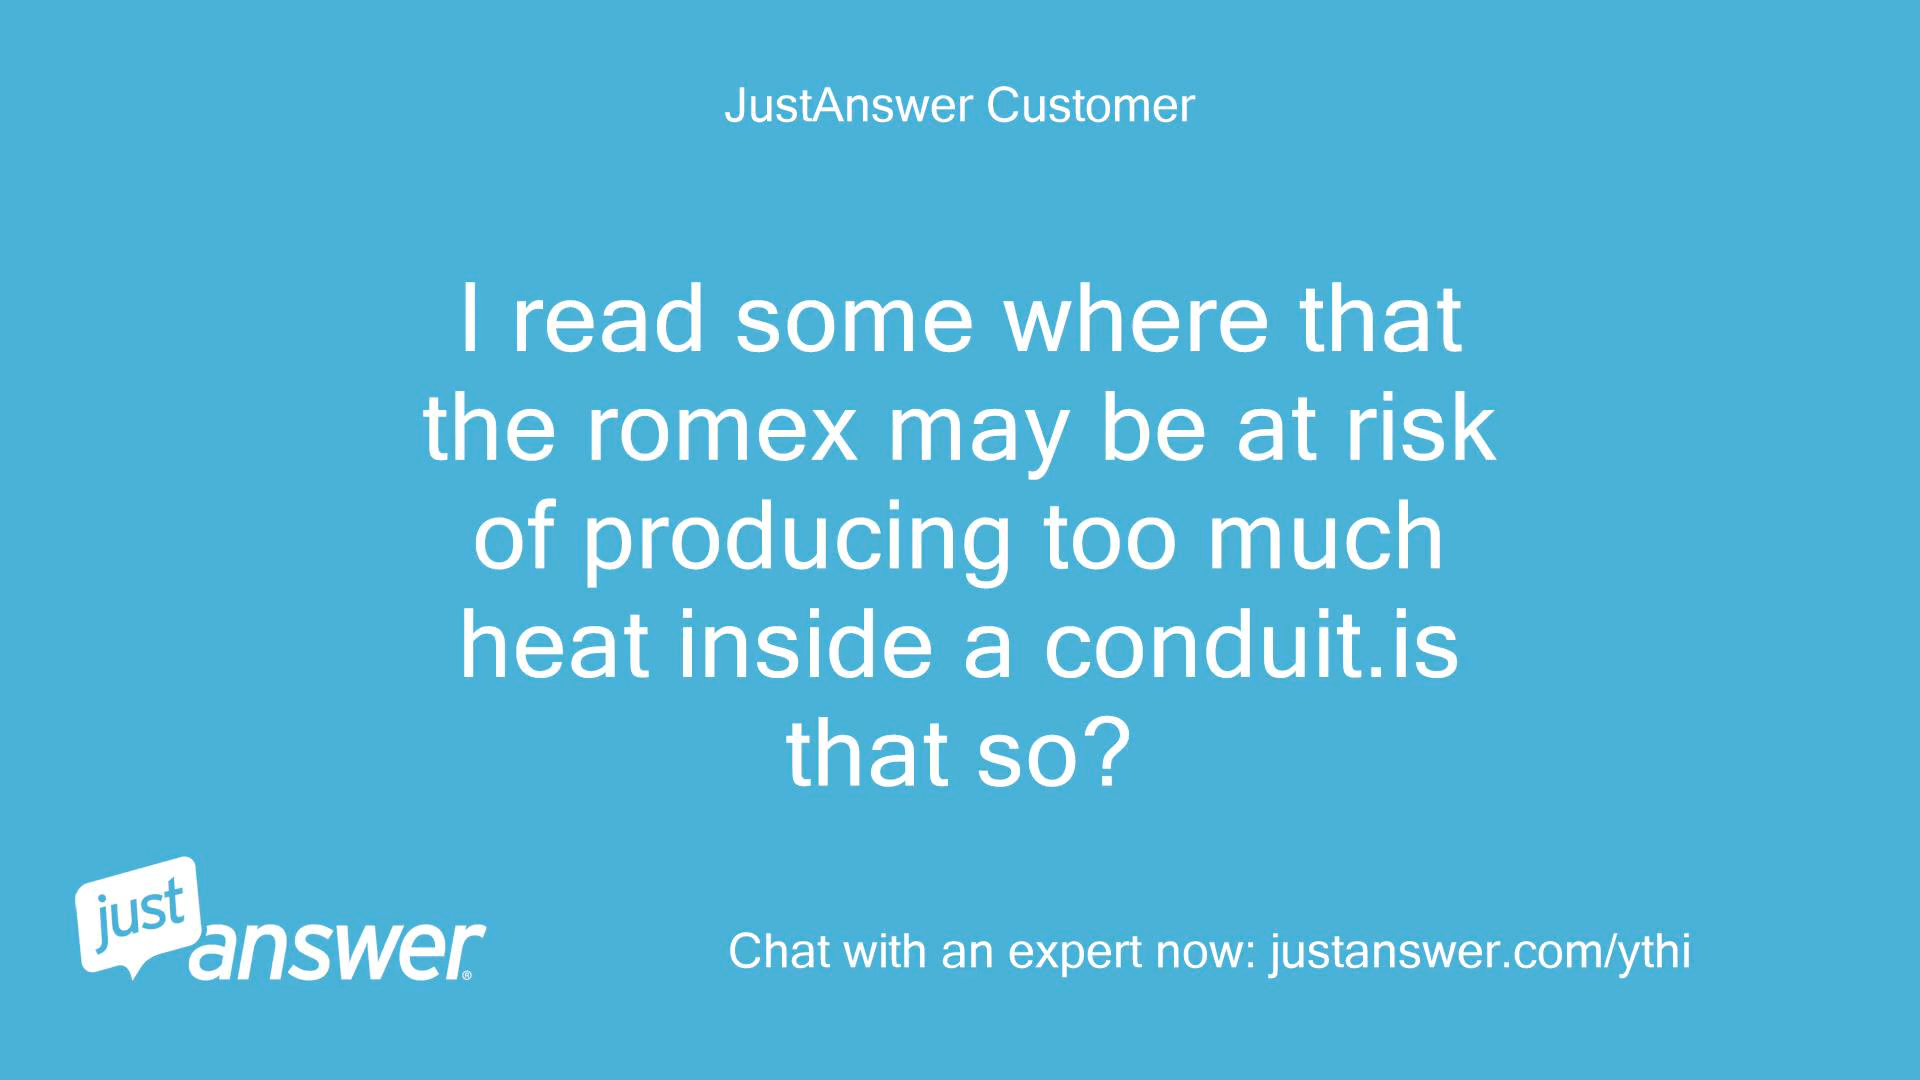 JustAnswer Customer
I read some where that
the romex may be at risk
of producing too much
heat inside a conduit.is
that so?
just
answer®
Chat with an expert now: justanswer.com/ythi